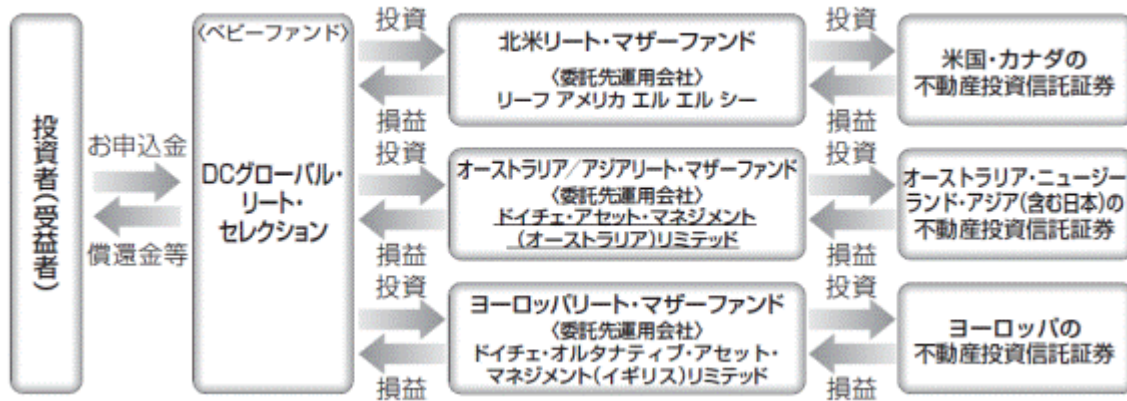 投資者(受益者)
お申込金
償還金等
〈ベビーファンド〉
DCグローバル・
リート・
セレクション
投資
損益
北米リート・マザーファンド
〈委託先運用会社〉
リーフ アメリカ エル エル シー
投資
損益
米国・カナダの
不動産投資信託証券
投資
損益
オーストラリア/アジアリート・マザーファンド
〈委託先運用会社〉
ドイチェ・アセット・マネジメント
(オーストラリア)リミテッド
投資
損益
オーストラリア・ニュージー
ランド・アジア(含む日本)の
不動産投資信託証券
投資
損益
ヨーロッパリート・マザーファンド
〈委託先運用会社〉
ドイチェ・オルタナティブ・アセット・
マネジメント(イギリス)リミテッド
投資
損益
ヨーロッパの
不動産投資信託証券